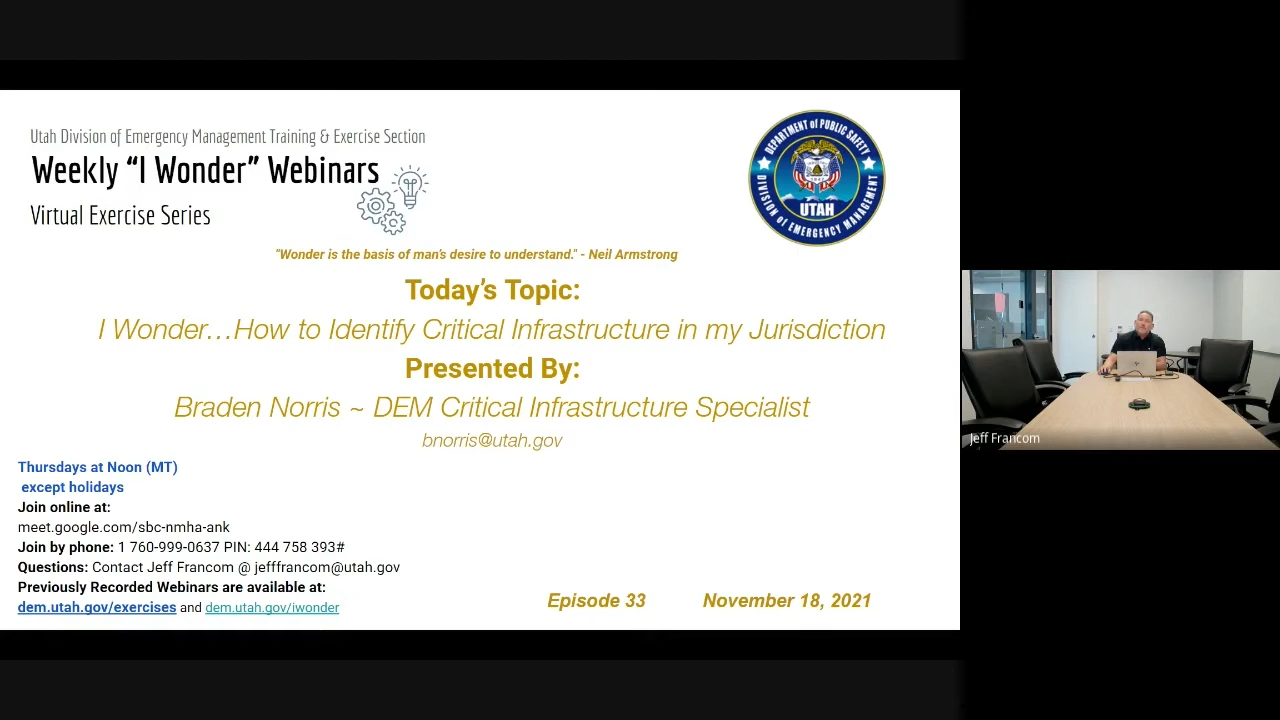 Utah Division of Emergency Management Training & Exercise Section
Weekly “I Wonder” Webinars
Virtual Exercise Series
DEPARTMENT of PUBLIC SAFETY
UTAH
DIVISION of EMERGENCY MANAGEMENT
"Wonder is the basis of man's desire to understand." - Neil Armstrong
Today’s Topic:
I Wonder…How to Identify Critical Infrastructure in my Jurisdiction
Presented By:
Braden Norris ~ DEM Critical Infrastructure Specialist
bnorris@utah.gov
Thursdays at Noon (MT)
except holidays
Join online at:
meet.google.com/sbc-nmha-ank
Join by phone: 1 760-999-0637 PIN: 444 758 393#
Questions: Contact Jeff Francom @ jefffrancom@utah.gov
Previously Recorded Webinars are available at:
dem.utah.gov/exercises and dem.utah.gov/iwonder
Episode 33 November 18, 2021
Jeff Francom